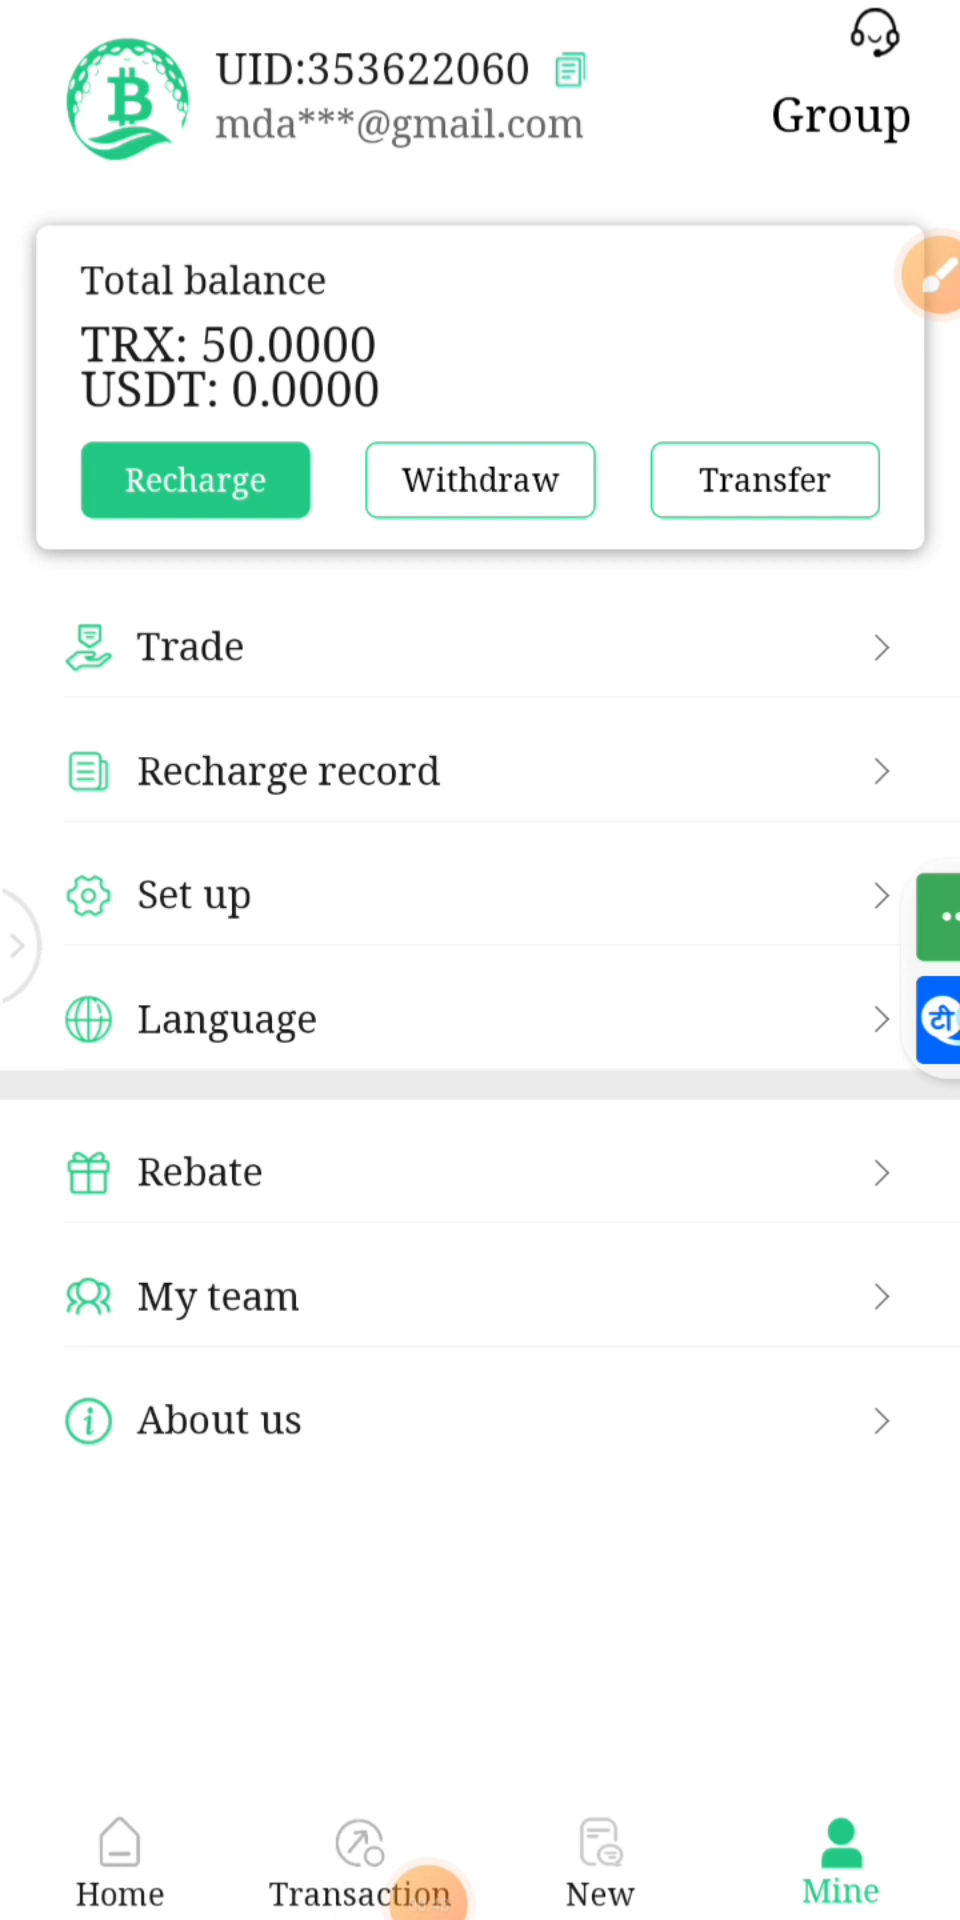 UID:353622060
mda***@gmail.com
Group
Total balance
TRX: 50.0000
USDT: 0.0000
Recharge
Withdraw
Transfer
Trade
Recharge record
Set up
Language
टी
Rebate
My team
About us
Home
Transaction
New
Mine